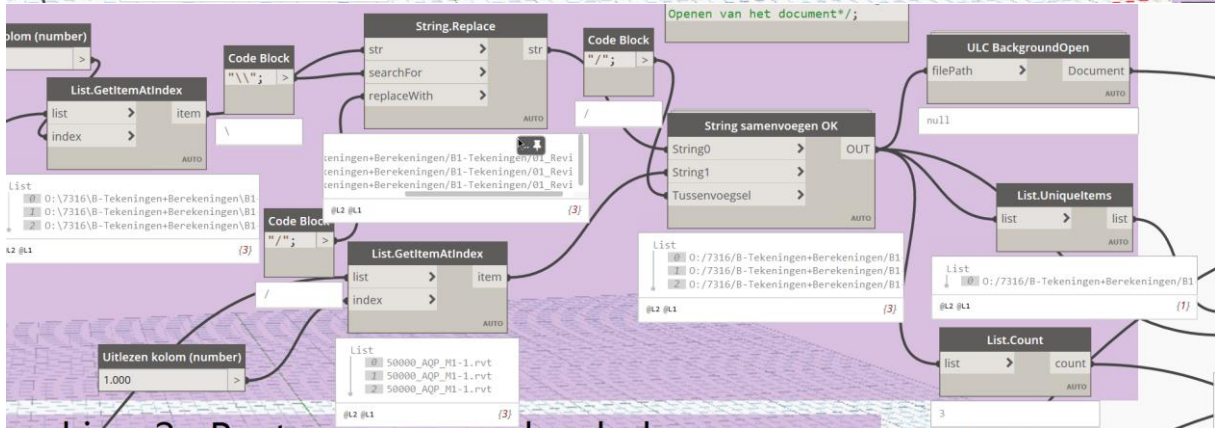 Openen van het document*/;
olom (number)
>
List.GetItemAtIndex
list > item
index >
AUTO
List
0 O:\7316\B-Tekeningen+Berekeningen\B1-
1 O:\7316\B-Tekeningen+Berekeningen\B1-
2 O:\7316\B-Tekeningen+Berekeningen\B1-
L2 @L1 {3}
Code Block
"\\"; >
\
String.Replace
str > str
searchFor >
replaceWith >
AUTO
keningen+Berekeningen/B1-Tekeningen/01_Revi
keningen+Berekeningen/B1-Tekeningen/01_Revi
keningen+Berekeningen/B1-Tekeningen/01_Revi
@L2 @L1 {3}
Code Block
"/"; >
/
Code Block
"/"; >
/
List.GetItemAtIndex
list > item
index >
AUTO
List
0 50000_AQP_M1-1.rvt
1 50000_AQP_M1-1.rvt
2 50000_AQP_M1-1.rvt
@L2 @L1 {3}
Uitlezen kolom (number)
1.000 >
String samenvoegen OK
String0 > OUT
String1 >
Tussenvoegsel >
AUTO
List
0 O:/7316/B-Tekeningen+Berekeningen/B1
1 O:/7316/B-Tekeningen+Berekeningen/B1
2 O:/7316/B-Tekeningen+Berekeningen/B1
@L2 @L1 {3}
ULC BackgroundOpen
filePath > Document
AUTO
null
List.UniqueItems
list > list
AUTO
List
0 O:/7316/B-Tekeningen+Berekeningen/B1
@L2 @L1 {1}
List.Count
list > count
AUTO
3